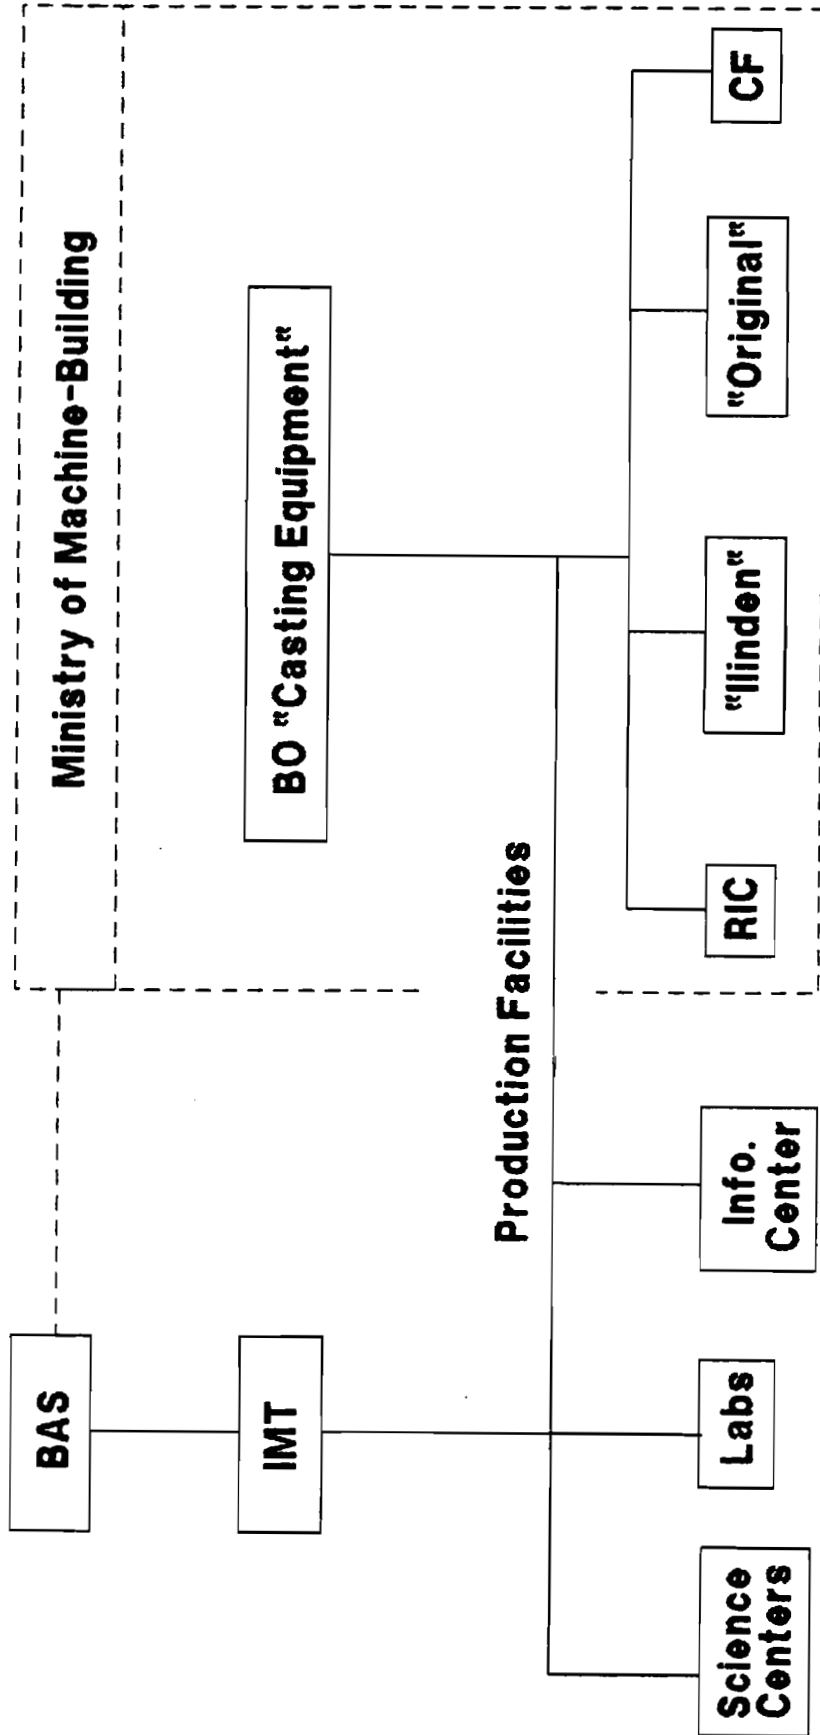 BAS
Ministry of Machine-Building
IMT
BO "Casting Equipment"
Production Facilities
Science
Centers
Labs
Info.
Center
RIC
"Ilinden"
"Original"
CF